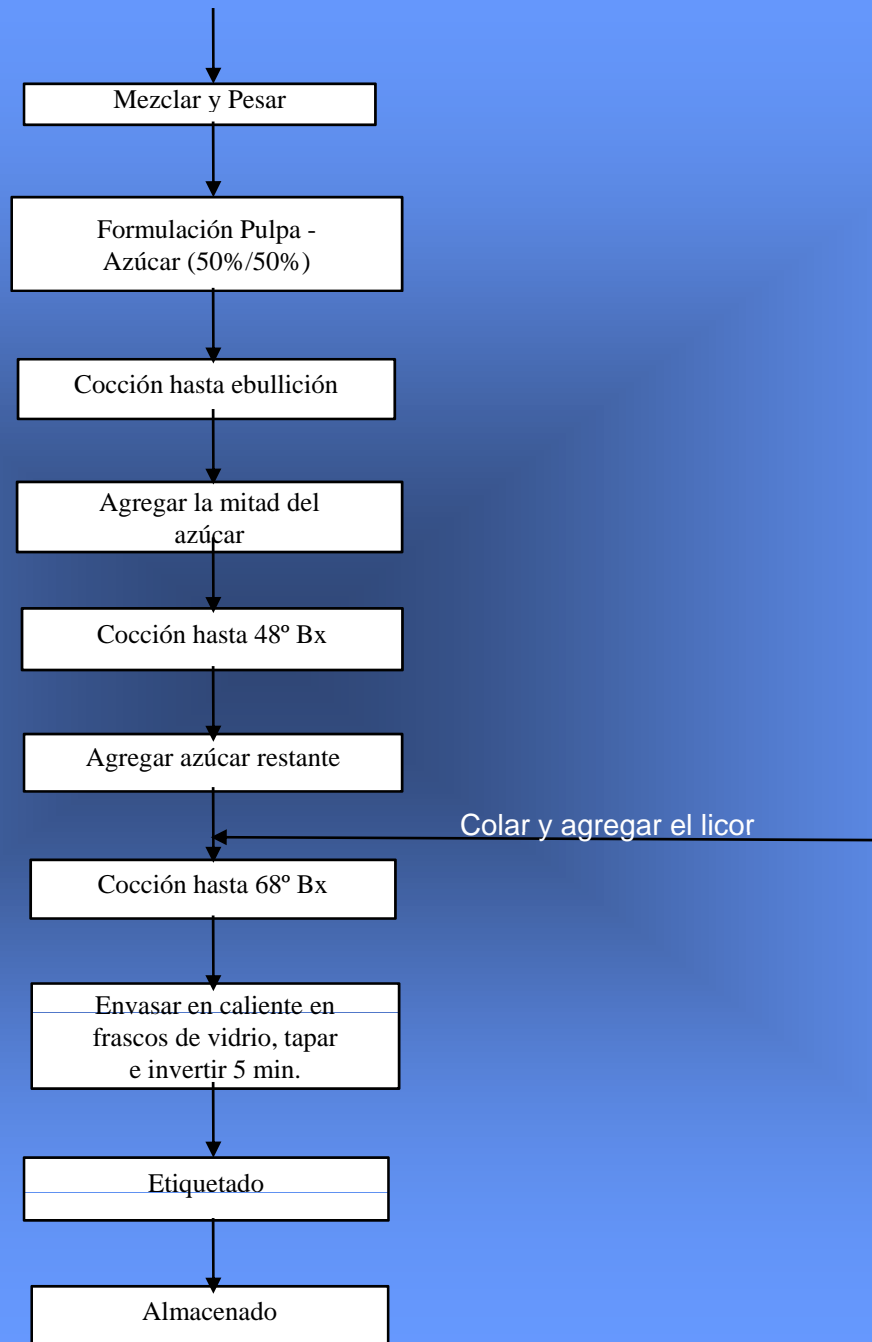 Mezclar y Pesar
Formulación Pulpa -
Azúcar (50%/50%)
Cocción hasta ebullición
Agregar la mitad del
azúcar
Cocción hasta 48º Bx
Agregar azúcar restante
Colar y agregar el licor
Cocción hasta 68º Bx
Envasar en caliente en
frascos de vidrio, tapar
e invertir 5 min.
Etiquetado
Almacenado